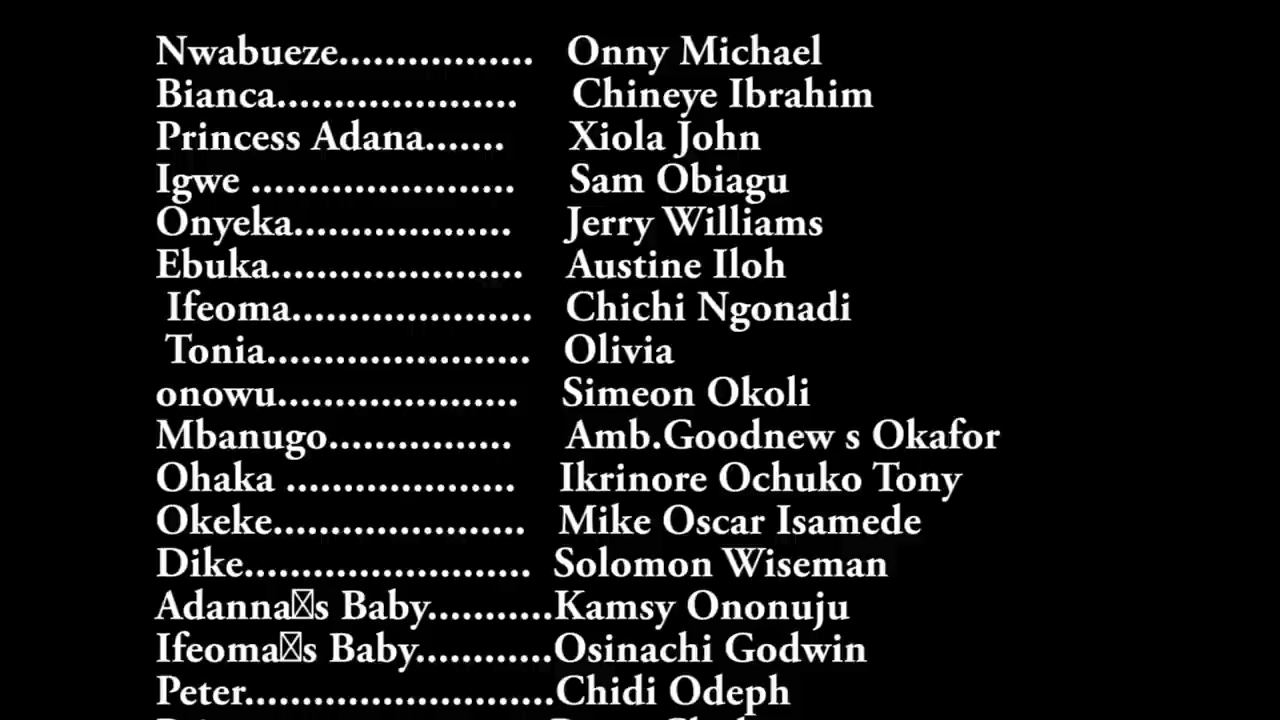 Nwabueze................. Onny Michael
Bianca..................... Chineye Ibrahim
Princess Adana....... Xiola John
Igwe ....................... Sam Obiagu
Onyeka................... Jerry Williams
Ebuka...................... Austine Iloh
Ifeoma..................... Chichi Ngonadi
Tonia....................... Olivia
onowu..................... Simeon Okoli
Mbanugo................ Amb.Goodnew s Okafor
Ohaka .................... Ikrinore Ochuko Tony
Okeke...................... Mike Oscar Isamede
Dike......................... Solomon Wiseman
Adanna▯s Baby...........Kamsy Ononuju
Ifeoma▯s Baby............Osinachi Godwin
Peter...........................Chidi Odeph